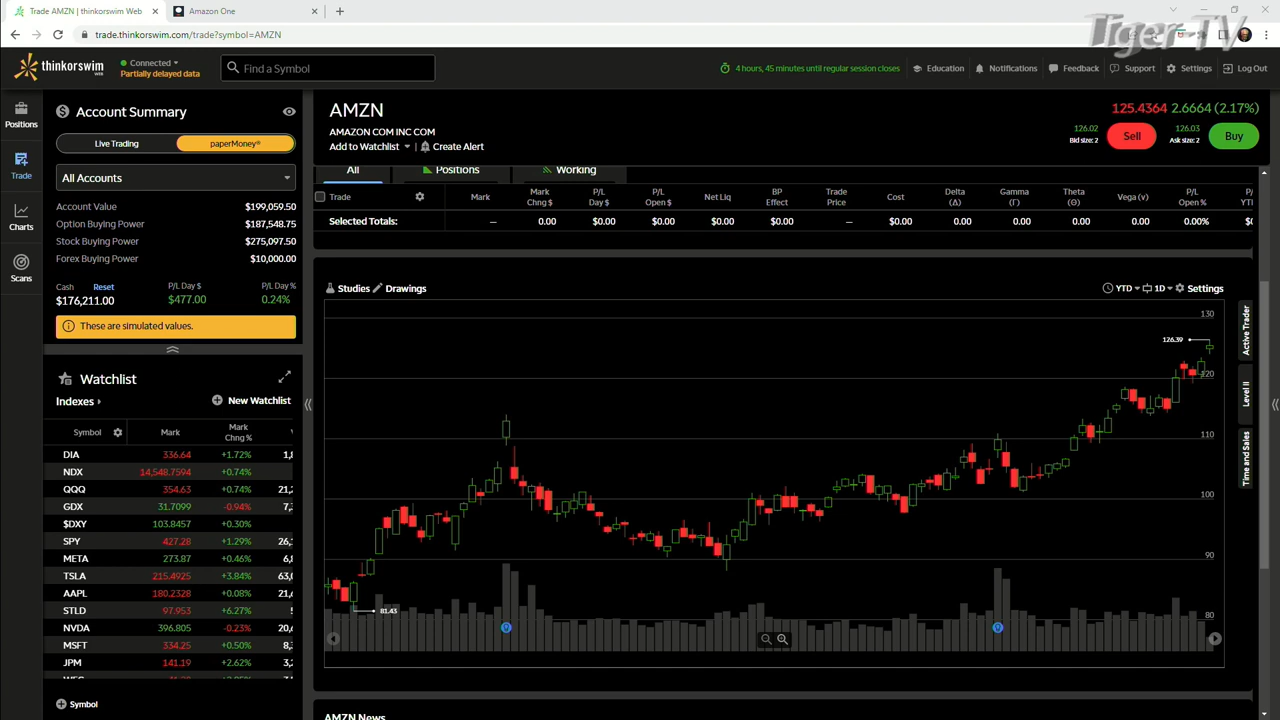 Trade AMZN | thinkorswim Web
Amazon One
trade.thinkorswim.com/trade?symbol=AMZN
Tiger-TV
thinkorswim WEB
Connected
Partially delayed data
Find a Symbol
4 hours, 45 minutes until regular session closes
Education
Notifications
Feedback
Support
Settings
Log Out
Positions
Trade
Charts
Scans
Account Summary
Live Trading
paperMoney®
All Accounts
Account Value $199,059.50
Option Buying Power $187,548.75
Stock Buying Power $275,097.50
Forex Buying Power $10,000.00
Cash Reset P/L Day $ P/L Day %
$176,211.00 $477.00 0.24%
These are simulated values.
Watchlist
Indexes
New Watchlist
Symbol Mark Mark Chng %
DIA 336.64 +1.72%
NDX 14,548.7594 +0.74%
QQQ 354.63 +0.74% 21,
GDX 31.7099 -0.94% 7,
$DXY 103.8457 +0.30%
SPY 427.28 +1.29% 26,
META 273.87 +0.46% 6,
TSLA 215.4925 +3.84% 63,
AAPL 180.2328 +0.08% 21,
STLD 97.953 +6.27%
NVDA 396.805 -0.23% 20,
MSFT 334.25 +0.50%
JPM 141.19 +2.62% 3,
Symbol
AMZN
AMAZON COM INC COM
Add to Watchlist | Create Alert
125.4364 2.6664 (2.17%)
126.02
Bid size: 2
Sell
126.03
Ask size: 2
Buy
All
Positions
Working
Trade Mark Mark Chng $ P/L Day $ P/L Open $ Net Liq BP Effect Trade Price Cost Delta (Δ) Gamma (Γ) Theta (Θ) Vega (v) P/L Open % P/ YTI
Selected Totals: — 0.00 $0.00 $0.00 $0.00 $0.00 — $0.00 0.00 0.00 0.00 0.00 0.00% $0
Studies
Drawings
YTD
1D
Settings
130
126.39
120
110
100
90
81.43
80
Active Trader
Level II
Time and Sales
AMZN News